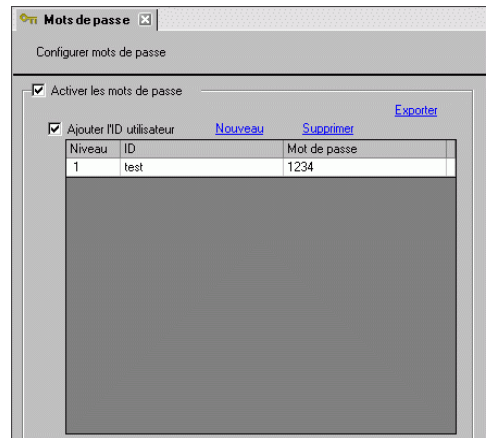 Mots de passe
Configurer mots de passe
Activer les mots de passe
Exporter
Ajouter l'ID utilisateur Nouveau Supprimer
Niveau ID Mot de passe
1 test 1234